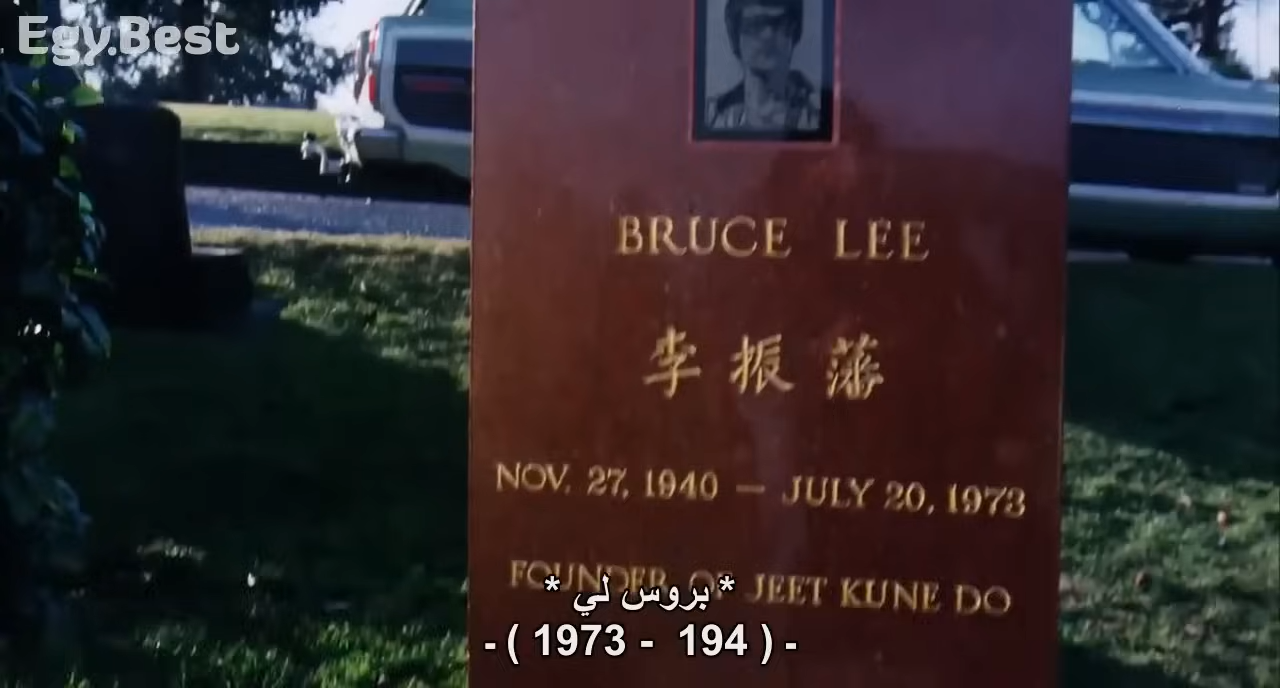 Egy.Best
BRUCE LEE
李振藩
NOV. 27, 1940 — JULY 20, 1973
FOUNDER OF JEET KUNE DO
* بروس لي *
- ( 1973 -  194 ) -